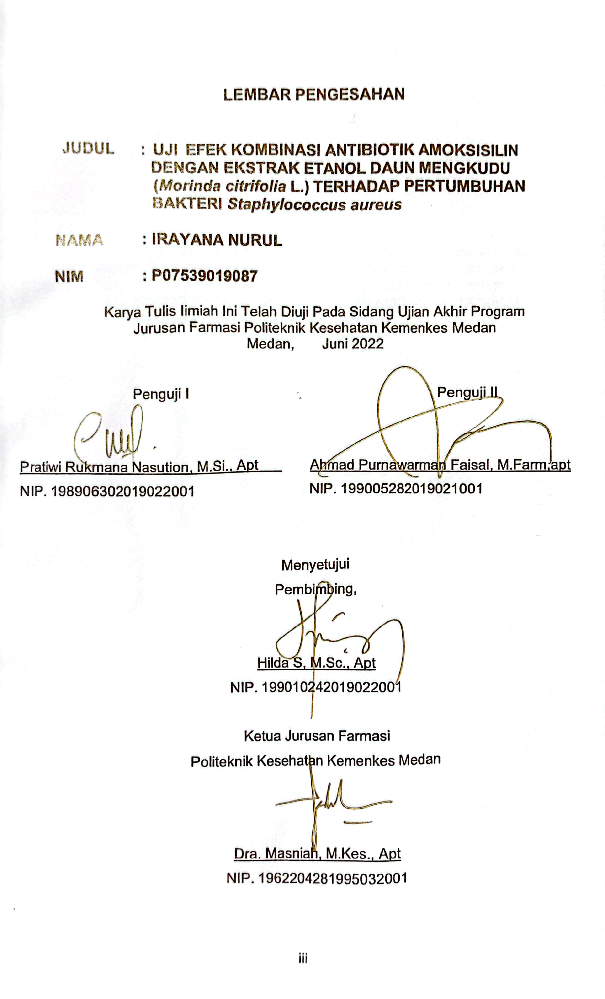 LEMBAR PENGESAHAN
JUDUL : UJI EFEK KOMBINASI ANTIBIOTIK AMOKSISILIN
DENGAN EKSTRAK ETANOL DAUN MENGKUDU
(Morinda citrifolia L.) TERHADAP PERTUMBUHAN
BAKTERI Staphylococcus aureus
NAMA : IRAYANA NURUL
NIM : P07539019087
Karya Tulis Iimiah Ini Telah Diuji Pada Sidang Ujian Akhir Program
Jurusan Farmasi Politeknik Kesehatan Kemenkes Medan
Medan, Juni 2022
Penguji I Penguji II
Pratiwi Rukmana Nasution, M.Si., Apt Ahmad Purnawarman Faisal, M.Farm,apt
NIP. 198906302019022001 NIP. 199005282019021001
Menyetujui
Pembimbing,
Hilda S, M.Sc., Apt
NIP. 199010242019022001
Ketua Jurusan Farmasi
Politeknik Kesehatan Kemenkes Medan
Dra. Masniah, M.Kes., Apt
NIP. 1962204281995032001
iii